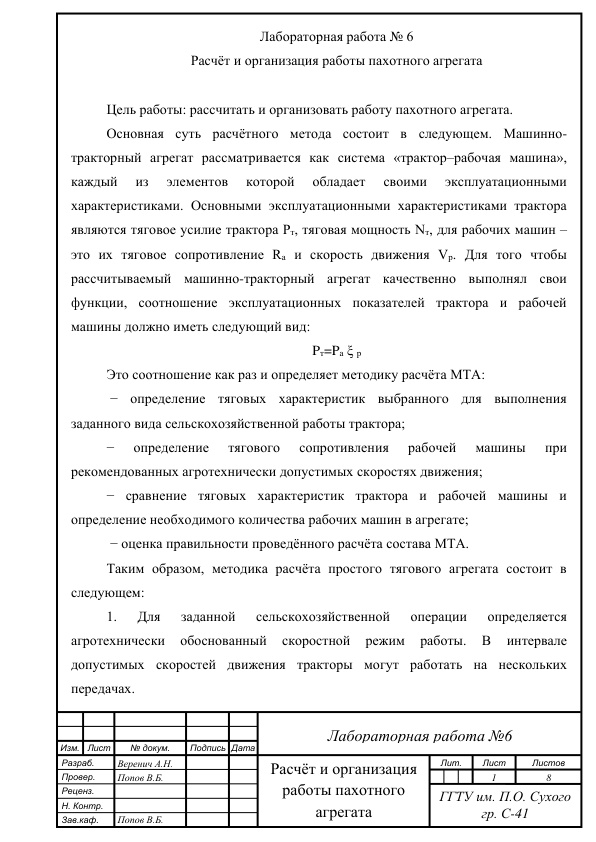 Лабораторная работа № 6
Расчёт и организация работы пахотного агрегата
Цель работы: рассчитать и организовать работу пахотного агрегата.
Основная суть расчётного метода состоит в следующем. Машинно-
тракторный агрегат рассматривается как система «трактор–рабочая машина»,
каждый из элементов которой обладает своими эксплуатационными
характеристиками. Основными эксплуатационными характеристиками трактора
являются тяговое усилие трактора Рт, тяговая мощность Nт, для рабочих машин –
это их тяговое сопротивление Rа и скорость движения Vр. Для того чтобы
рассчитываемый машинно-тракторный агрегат качественно выполнял свои
функции, соотношение эксплуатационных показателей трактора и рабочей
машины должно иметь следующий вид:
Рт=Ра ξ р
Это соотношение как раз и определяет методику расчёта МТА:
− определение тяговых характеристик выбранного для выполнения
заданного вида сельскохозяйственной работы трактора;
− определение тягового сопротивления рабочей машины при
рекомендованных агротехнически допустимых скоростях движения;
− сравнение тяговых характеристик трактора и рабочей машины и
определение необходимого количества рабочих машин в агрегате;
− оценка правильности проведённого расчёта состава МТА.
Таким образом, методика расчёта простого тягового агрегата состоит в
следующем:
1. Для заданной сельскохозяйственной операции определяется
агротехнически обоснованный скоростной режим работы. В интервале
допустимых скоростей движения тракторы могут работать на нескольких
передачах.
Лабораторная работа №6
Изм. Лист № докум. Подпись Дата
Разраб. Веренич А.Н.
Провер. Попов В.Б.
Реценз.
Н. Контр.
Зав.каф. Попов В.Б.
Расчёт и организация
работы пахотного
агрегата
Лит. Лист Листов
1 8
ГГТУ им. П.О. Сухого
гр. С-41